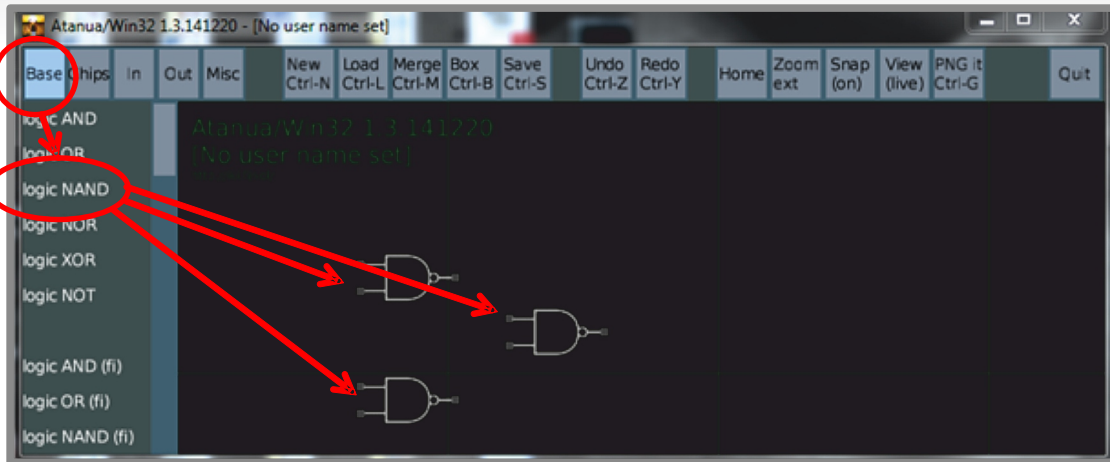 Atanua/Win32 1.3.141220 - [No user name set]
Base Chips In Out Misc New Load Merge Box Save Undo Redo Home Zoom Snap View PNG it Quit
Ctrl-N Ctrl-L Ctrl-M Ctrl-B Ctrl-S Ctrl-Z Ctrl-Y ext (on) (live) Ctrl-G
logic AND
Atanua/Win32 1.3.141220
logic OR
[No user name set]
logic NAND
logic NOR
logic XOR
logic NOT
logic AND (fi)
logic OR (fi)
logic NAND (fi)